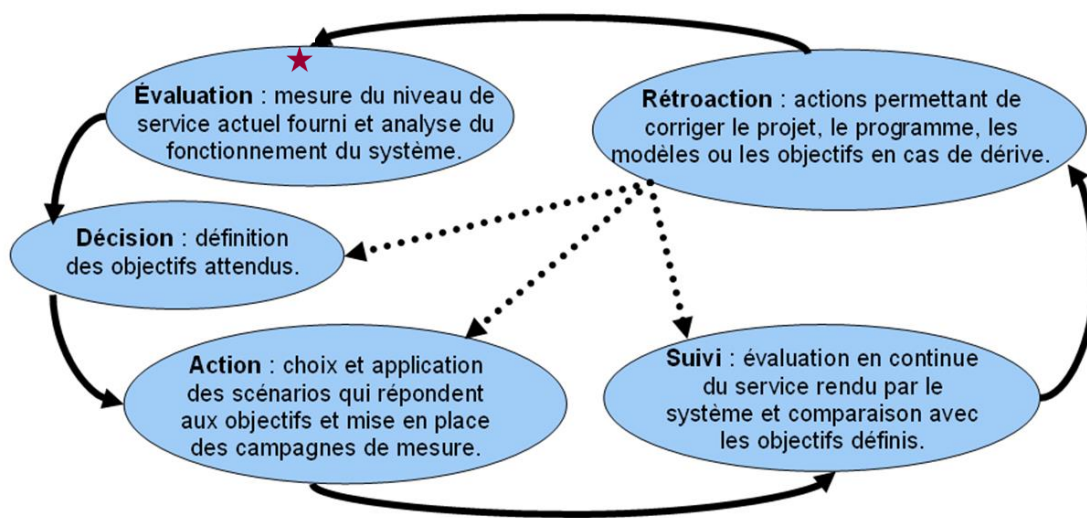 Évaluation : mesure du niveau de
service actuel fourni et analyse du
fonctionnement du système.
Rétroaction : actions permettant de
corriger le projet, le programme, les
modèles ou les objectifs en cas de dérive.
Décision : définition
des objectifs attendus.
Action : choix et application
des scénarios qui répondent
aux objectifs et mise en place
des campagnes de mesure.
Suivi : évaluation en continue
du service rendu par le
système et comparaison avec
les objectifs définis.